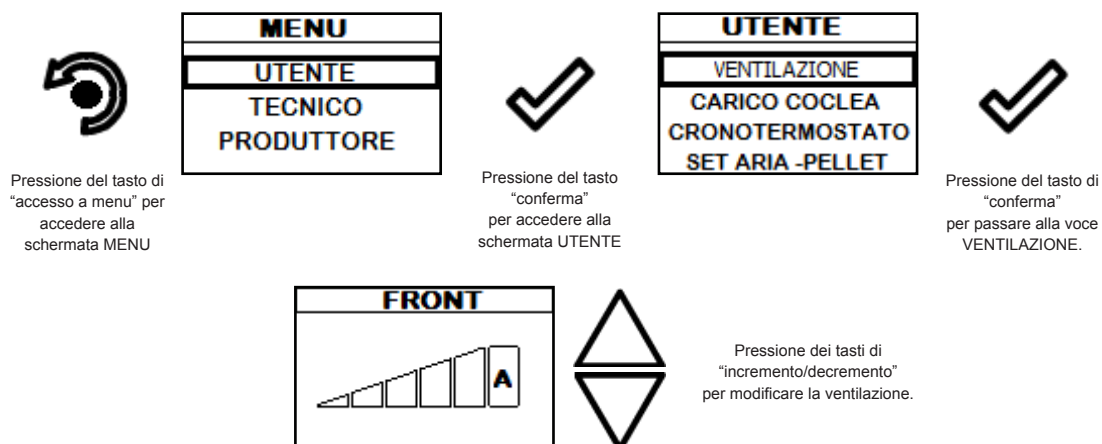 MENU
UTENTE
TECNICO
PRODUTTORE
UTENTE
VENTILAZIONE
CARICO COCLEA
CRONOTERMOSTATO
SET ARIA -PELLET
Pressione del tasto di
“accesso a menu” per
accedere alla
schermata MENU
Pressione del tasto
“conferma”
per accedere alla
schermata UTENTE
Pressione del tasto di
“conferma”
per passare alla voce
VENTILAZIONE.
FRONT
A
Pressione dei tasti di
“incremento/decremento”
per modificare la ventilazione.